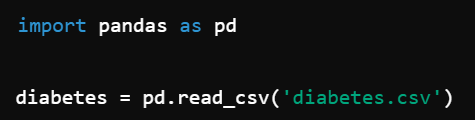 import pandas as pd
diabetes = pd.read_csv('diabetes.csv')